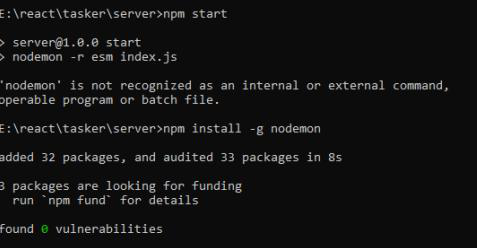 E:\react\tasker\server>npm start
> server@1.0.0 start
> nodemon -r esm index.js
'nodemon' is not recognized as an internal or external command,
operable program or batch file.
E:\react\tasker\server>npm install -g nodemon
added 32 packages, and audited 33 packages in 8s
3 packages are looking for funding
run `npm fund` for details
found 0 vulnerabilities